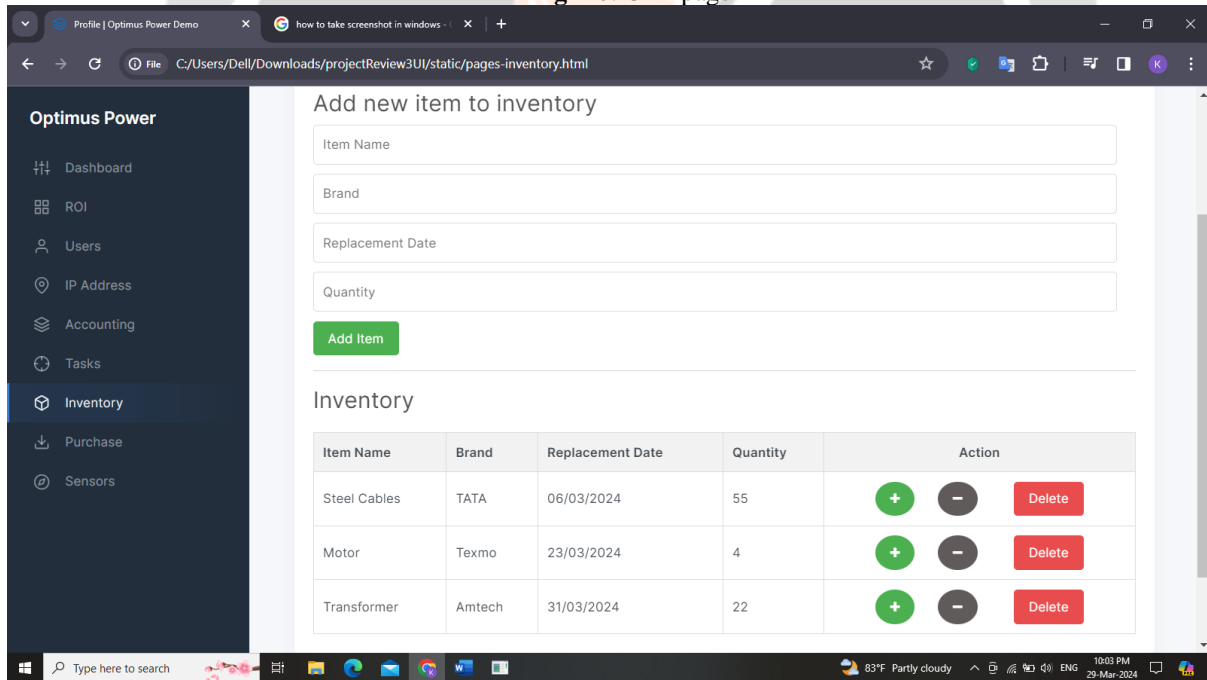 Profile | Optimus Power Demo
how to take screenshot in windows -
File C:/Users/Dell/Downloads/projectReview3UI/static/pages-inventory.html K
Optimus Power
Dashboard
ROI
Users
IP Address
Accounting
Tasks
Inventory
Purchase
Sensors
Add new item to inventory
Item Name
Brand
Replacement Date
Quantity
Add Item
Inventory
Item Name Brand Replacement Date Quantity Action
Steel Cables TATA 06/03/2024 55 + − Delete
Motor Texmo 23/03/2024 4 + − Delete
Transformer Amtech 31/03/2024 22 + − Delete
Type here to search 83°F Partly cloudy ENG 10:03 PM
29-Mar-2024